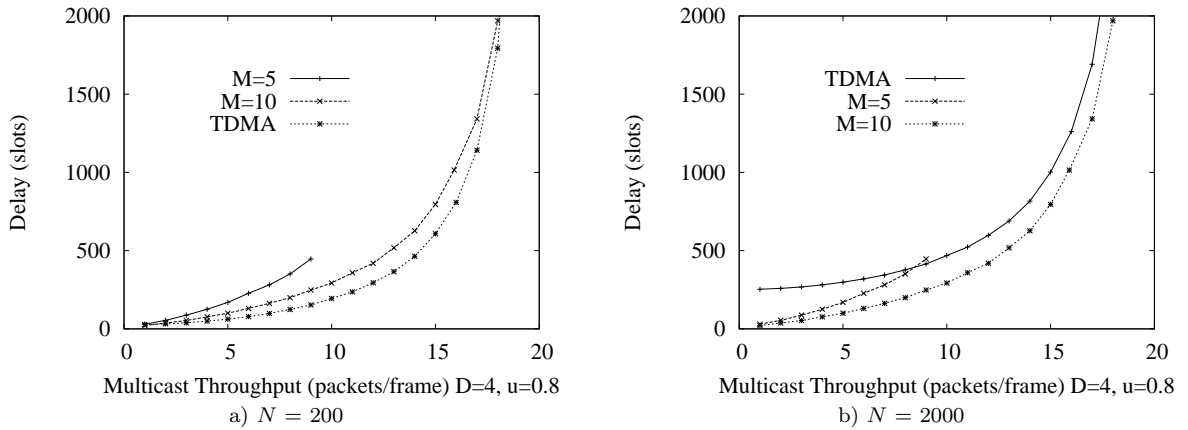 2000
1500
1000
500
0
Delay (slots)
M=5
M=10
TDMA
0 5 10 15 20
Multicast Throughput (packets/frame) D=4, u=0.8
a) N = 200
2000
1500
1000
500
0
Delay (slots)
TDMA
M=5
M=10
0 5 10 15 20
Multicast Throughput (packets/frame) D=4, u=0.8
b) N = 2000